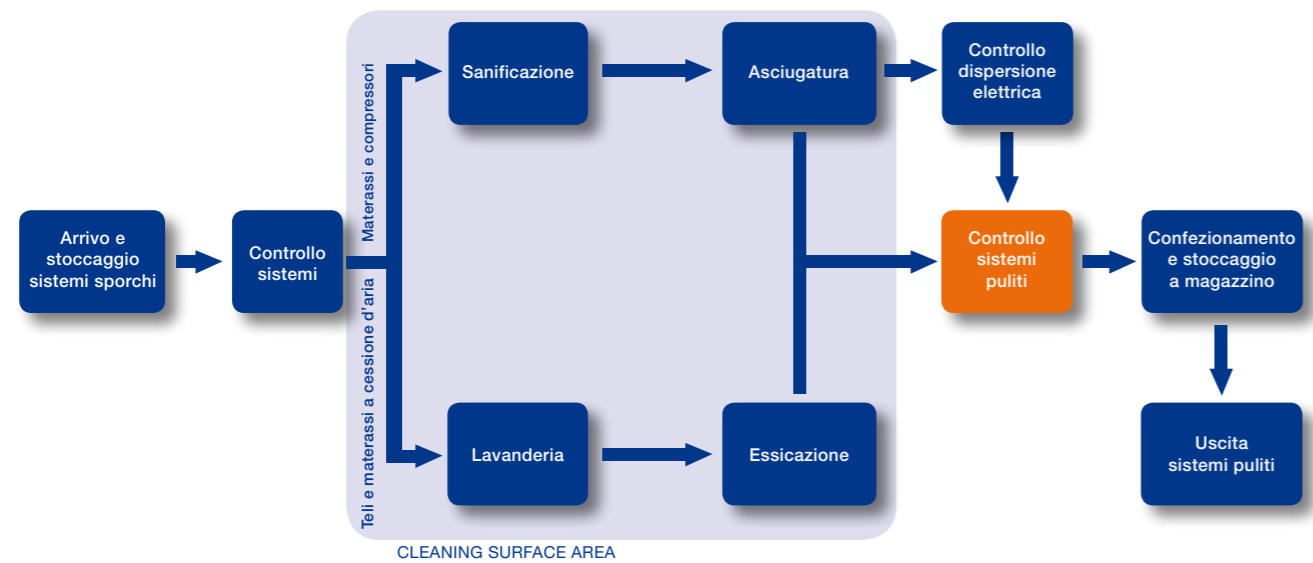 Arrivo e
stoccaggio
sistemi sporchi
Controllo
sistemi
Materassi e compressori
Teli e materassi a cessione d'aria
Sanificazione
Asciugatura
Controllo
dispersione
elettrica
Lavanderia
Essicazione
Controllo
sistemi
puliti
Confezionamento
e stoccaggio
a magazzino
Uscita
sistemi puliti
CLEANING SURFACE AREA